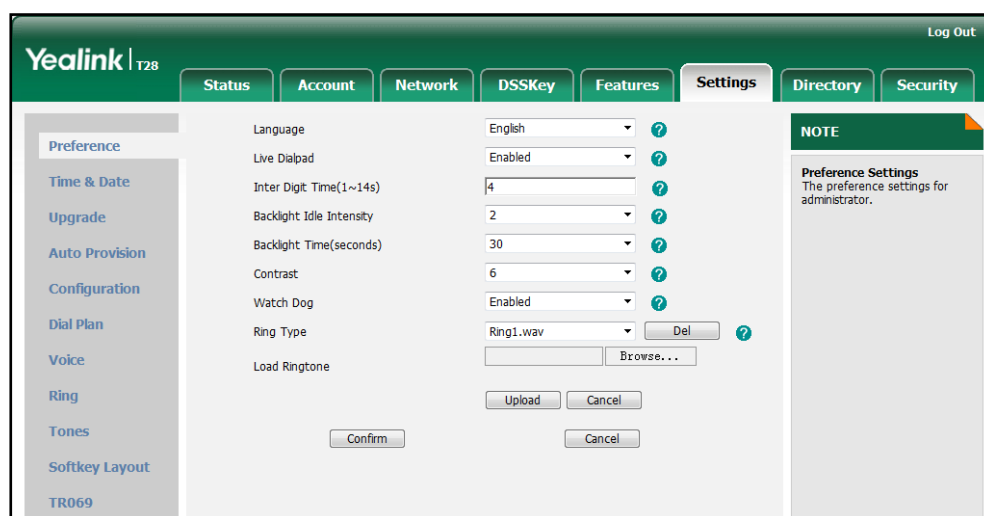 Log Out
Yealink | T28
Status Account Network DSSKey Features Settings Directory Security
Preference
Time & Date
Upgrade
Auto Provision
Configuration
Dial Plan
Voice
Ring
Tones
Softkey Layout
TR069
Language English ?
Live Dialpad Enabled ?
Inter Digit Time(1~14s) 4 ?
Backlight Idle Intensity 2 ?
Backlight Time(seconds) 30 ?
Contrast 6 ?
Watch Dog Enabled ?
Ring Type Ring1.wav Del ?
Load Ringtone Browse...
Upload Cancel
Confirm Cancel
NOTE
Preference Settings
The preference settings for
administrator.